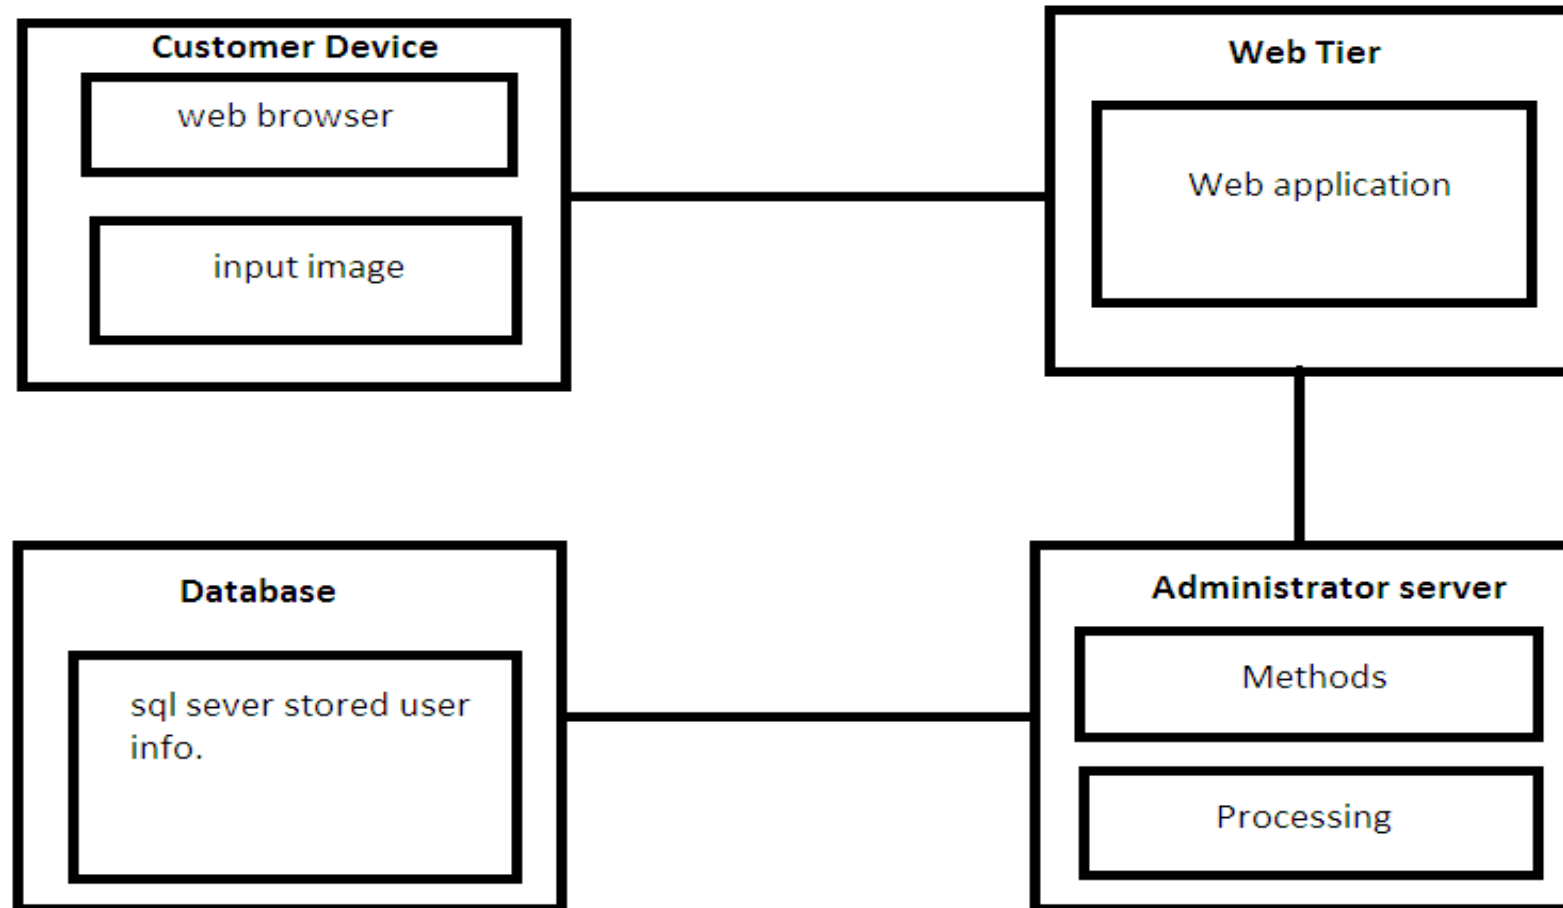 Customer Device
web browser
input image
Web Tier
Web application
Database
sql sever stored user
info.
Administrator server
Methods
Processing